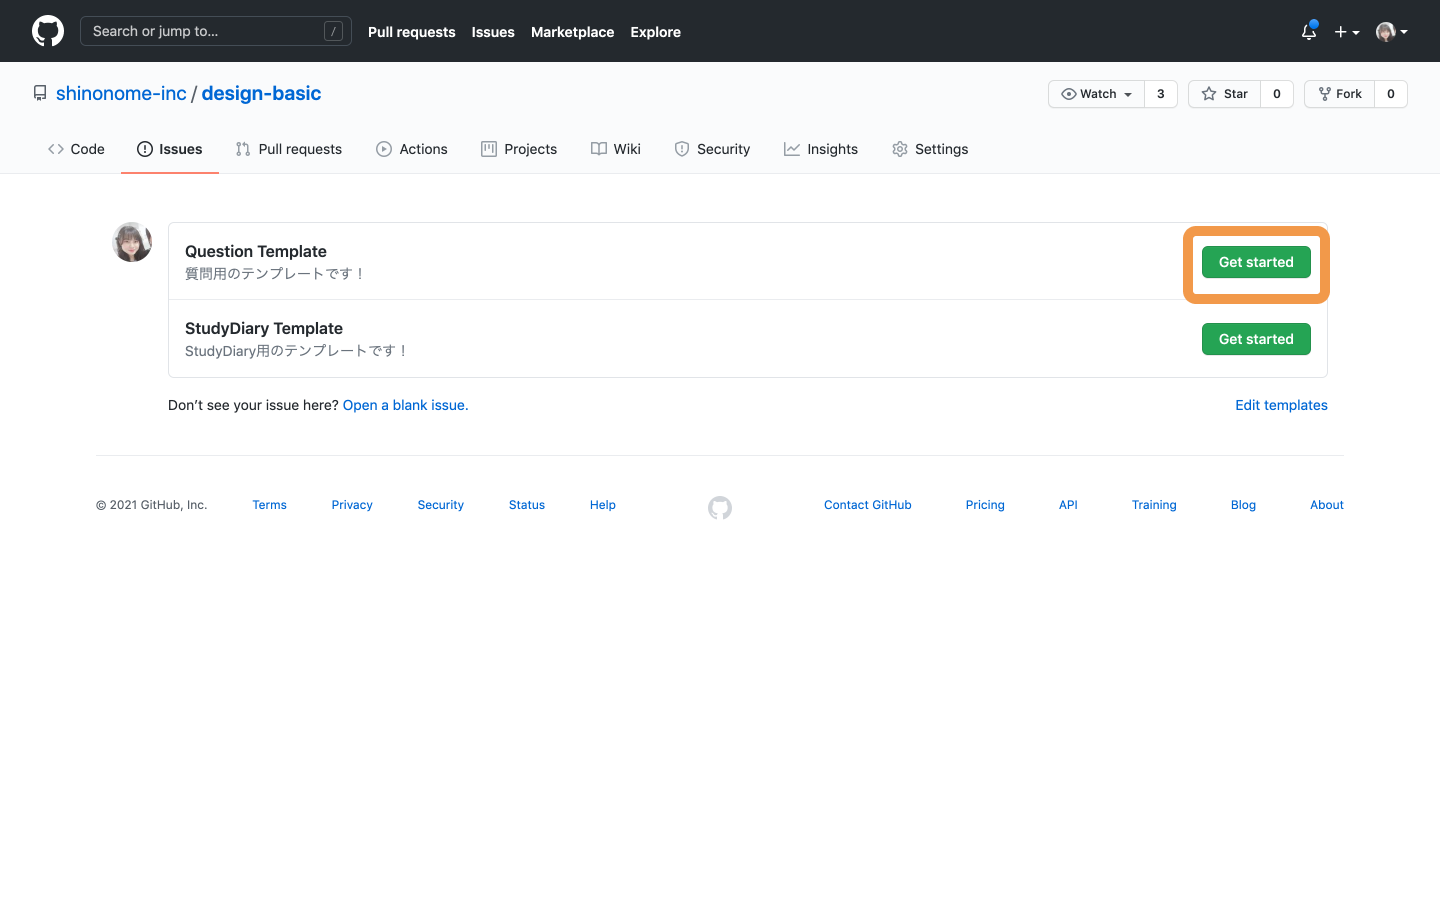 Search or jump to...
/
Pull requests
Issues
Marketplace
Explore
shinonome-inc / design-basic
Watch
3
Star
0
Fork
0
Code
Issues
Pull requests
Actions
Projects
Wiki
Security
Insights
Settings
Question Template
質問用のテンプレートです！
Get started
StudyDiary Template
StudyDiary用のテンプレートです！
Get started
Don’t see your issue here? Open a blank issue.
Edit templates
© 2021 GitHub, Inc.
Terms
Privacy
Security
Status
Help
Contact GitHub
Pricing
API
Training
Blog
About